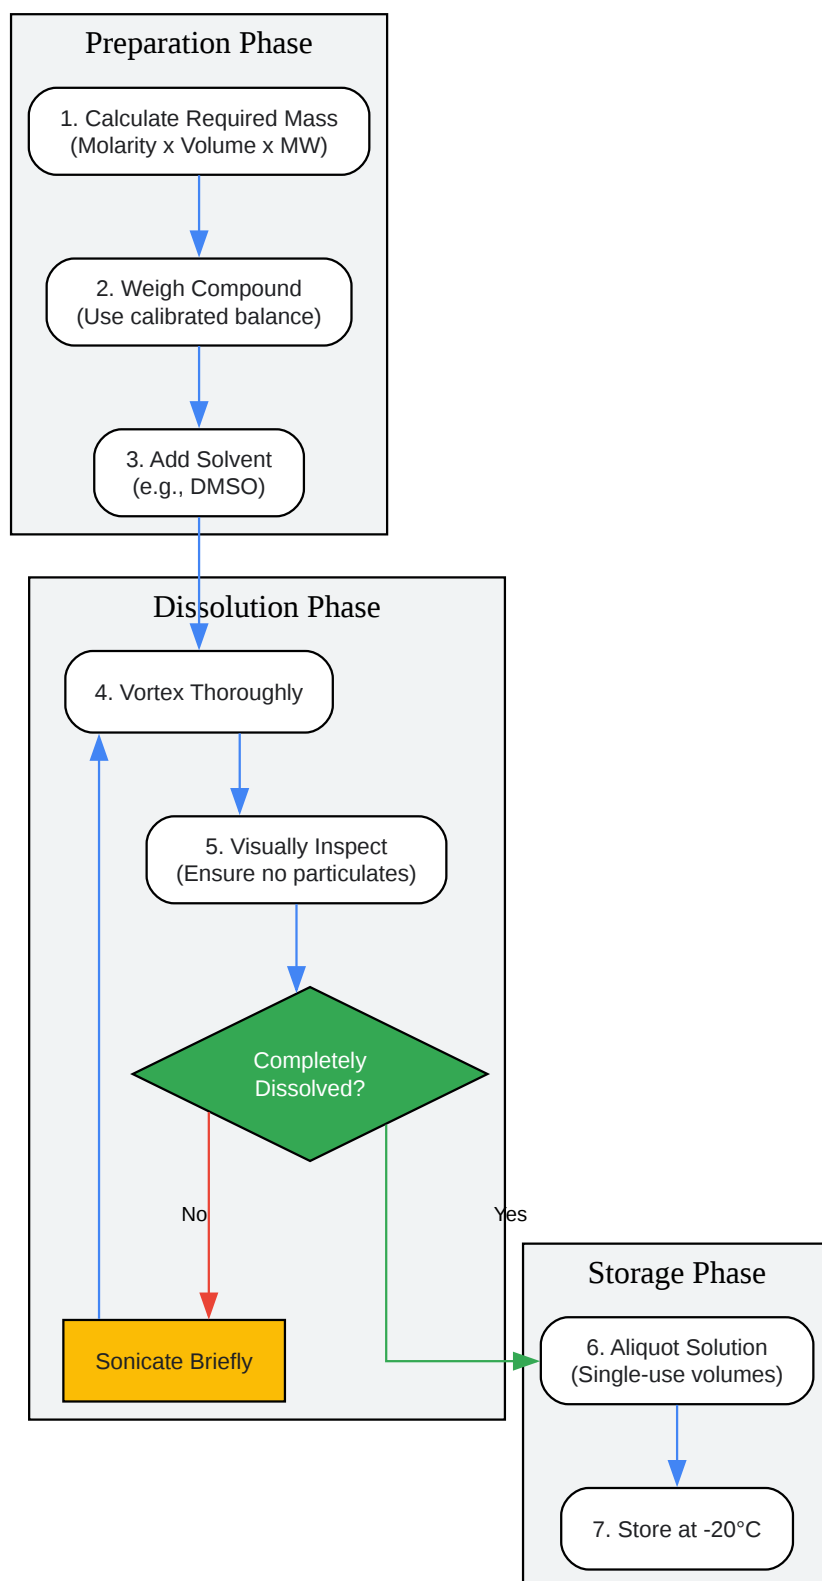 Preparation Phase
1. Calculate Required Mass
(Molarity x Volume x MW)
2. Weigh Compound
(Use calibrated balance)
3. Add Solvent
(e.g., DMSO)
Dissolution Phase
4. Vortex Thoroughly
5. Visually Inspect
(Ensure no particulates)
Completely
Dissolved?
No
Yes
Sonicate Briefly
Storage Phase
6. Aliquot Solution
(Single-use volumes)
7. Store at -20°C